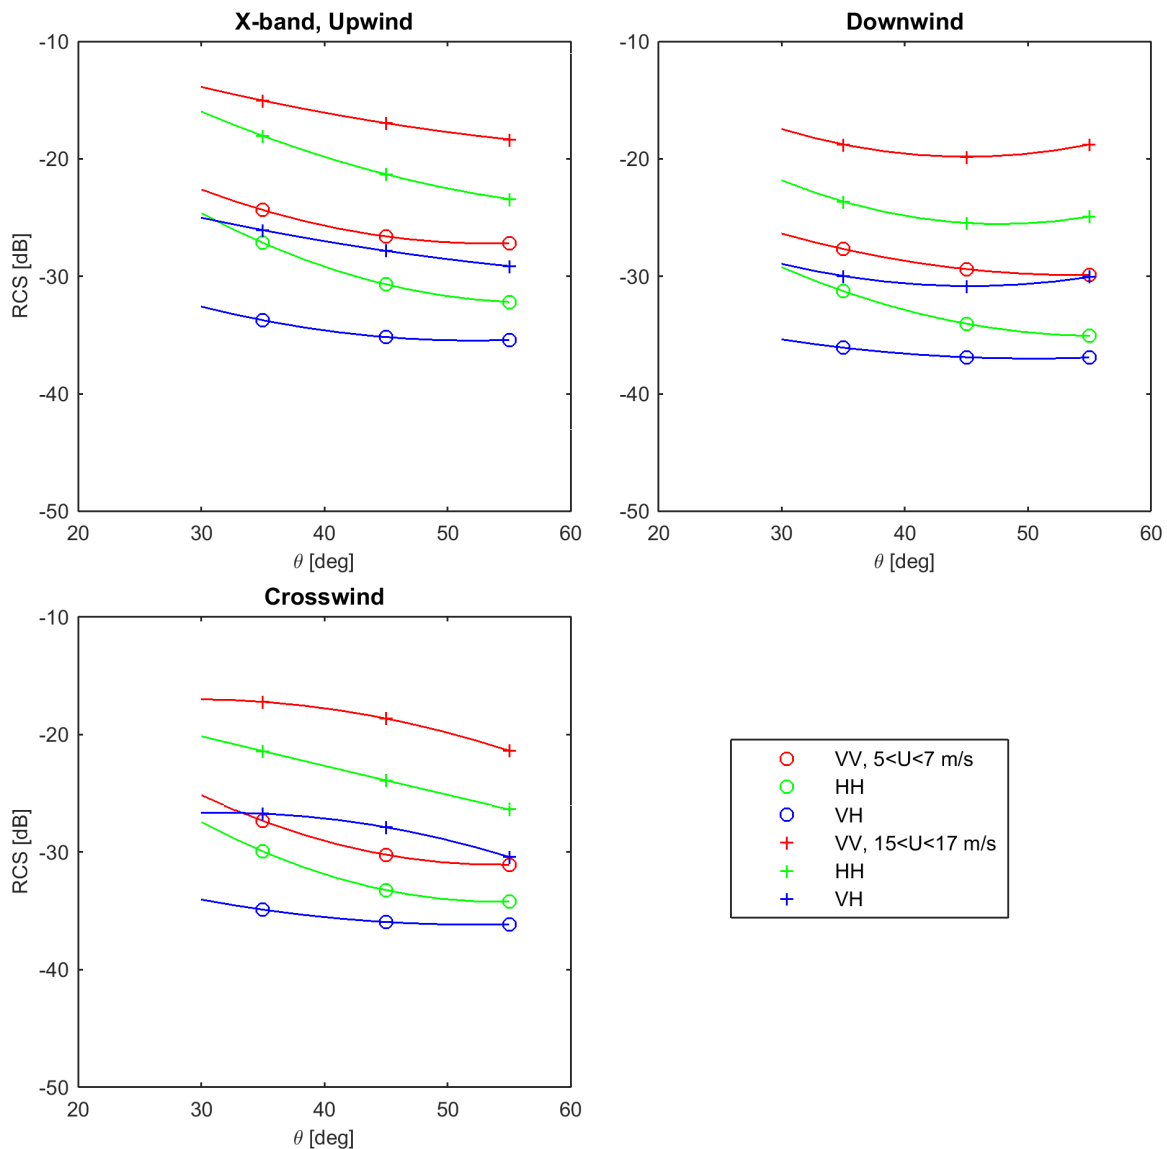 X-band, Upwind
-10
-20
-30
-40
-50
20
30
40
50
60
RCS [dB]
θ [deg]
Downwind
-10
-20
-30
-40
-50
20
30
40
50
60
θ [deg]
Crosswind
-10
-20
-30
-40
-50
20
30
40
50
60
RCS [dB]
θ [deg]
VV, 5<U<7 m/s
HH
VH
VV, 15<U<17 m/s
HH
VH